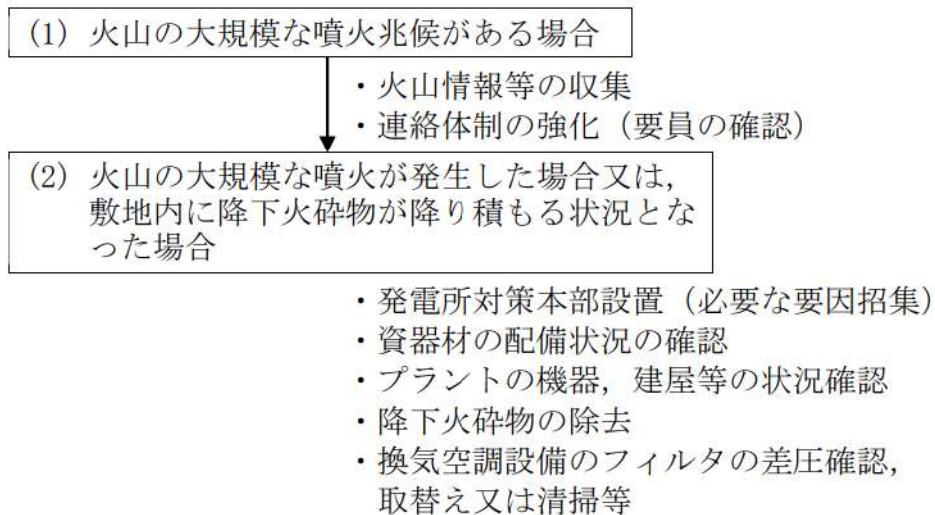 (1) 火山の大規模な噴火兆候がある場合
・火山情報等の収集
・連絡体制の強化（要員の確認）
(2) 火山の大規模な噴火が発生した場合又は，
敷地内に降下火砕物が降り積もる状況とな
った場合
・発電所対策本部設置（必要な要因招集）
・資器材の配備状況の確認
・プラントの機器，建屋等の状況確認
・降下火砕物の除去
・換気空調設備のフィルタの差圧確認，
取替え又は清掃等